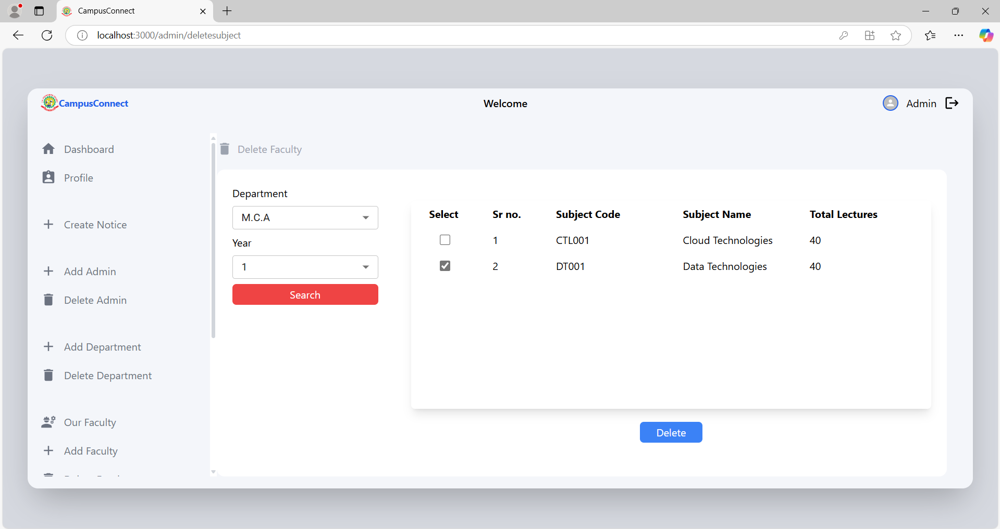 CampusConnect
localhost:3000/admin/deletesubject
CampusConnect
Welcome
Admin
Dashboard
Profile
Create Notice
Add Admin
Delete Admin
Add Department
Delete Department
Our Faculty
Add Faculty
Delete Faculty
Department
M.C.A
Year
1
Search
Select Sr no. Subject Code Subject Name Total Lectures
1 CTL001 Cloud Technologies 40
2 DT001 Data Technologies 40
Delete